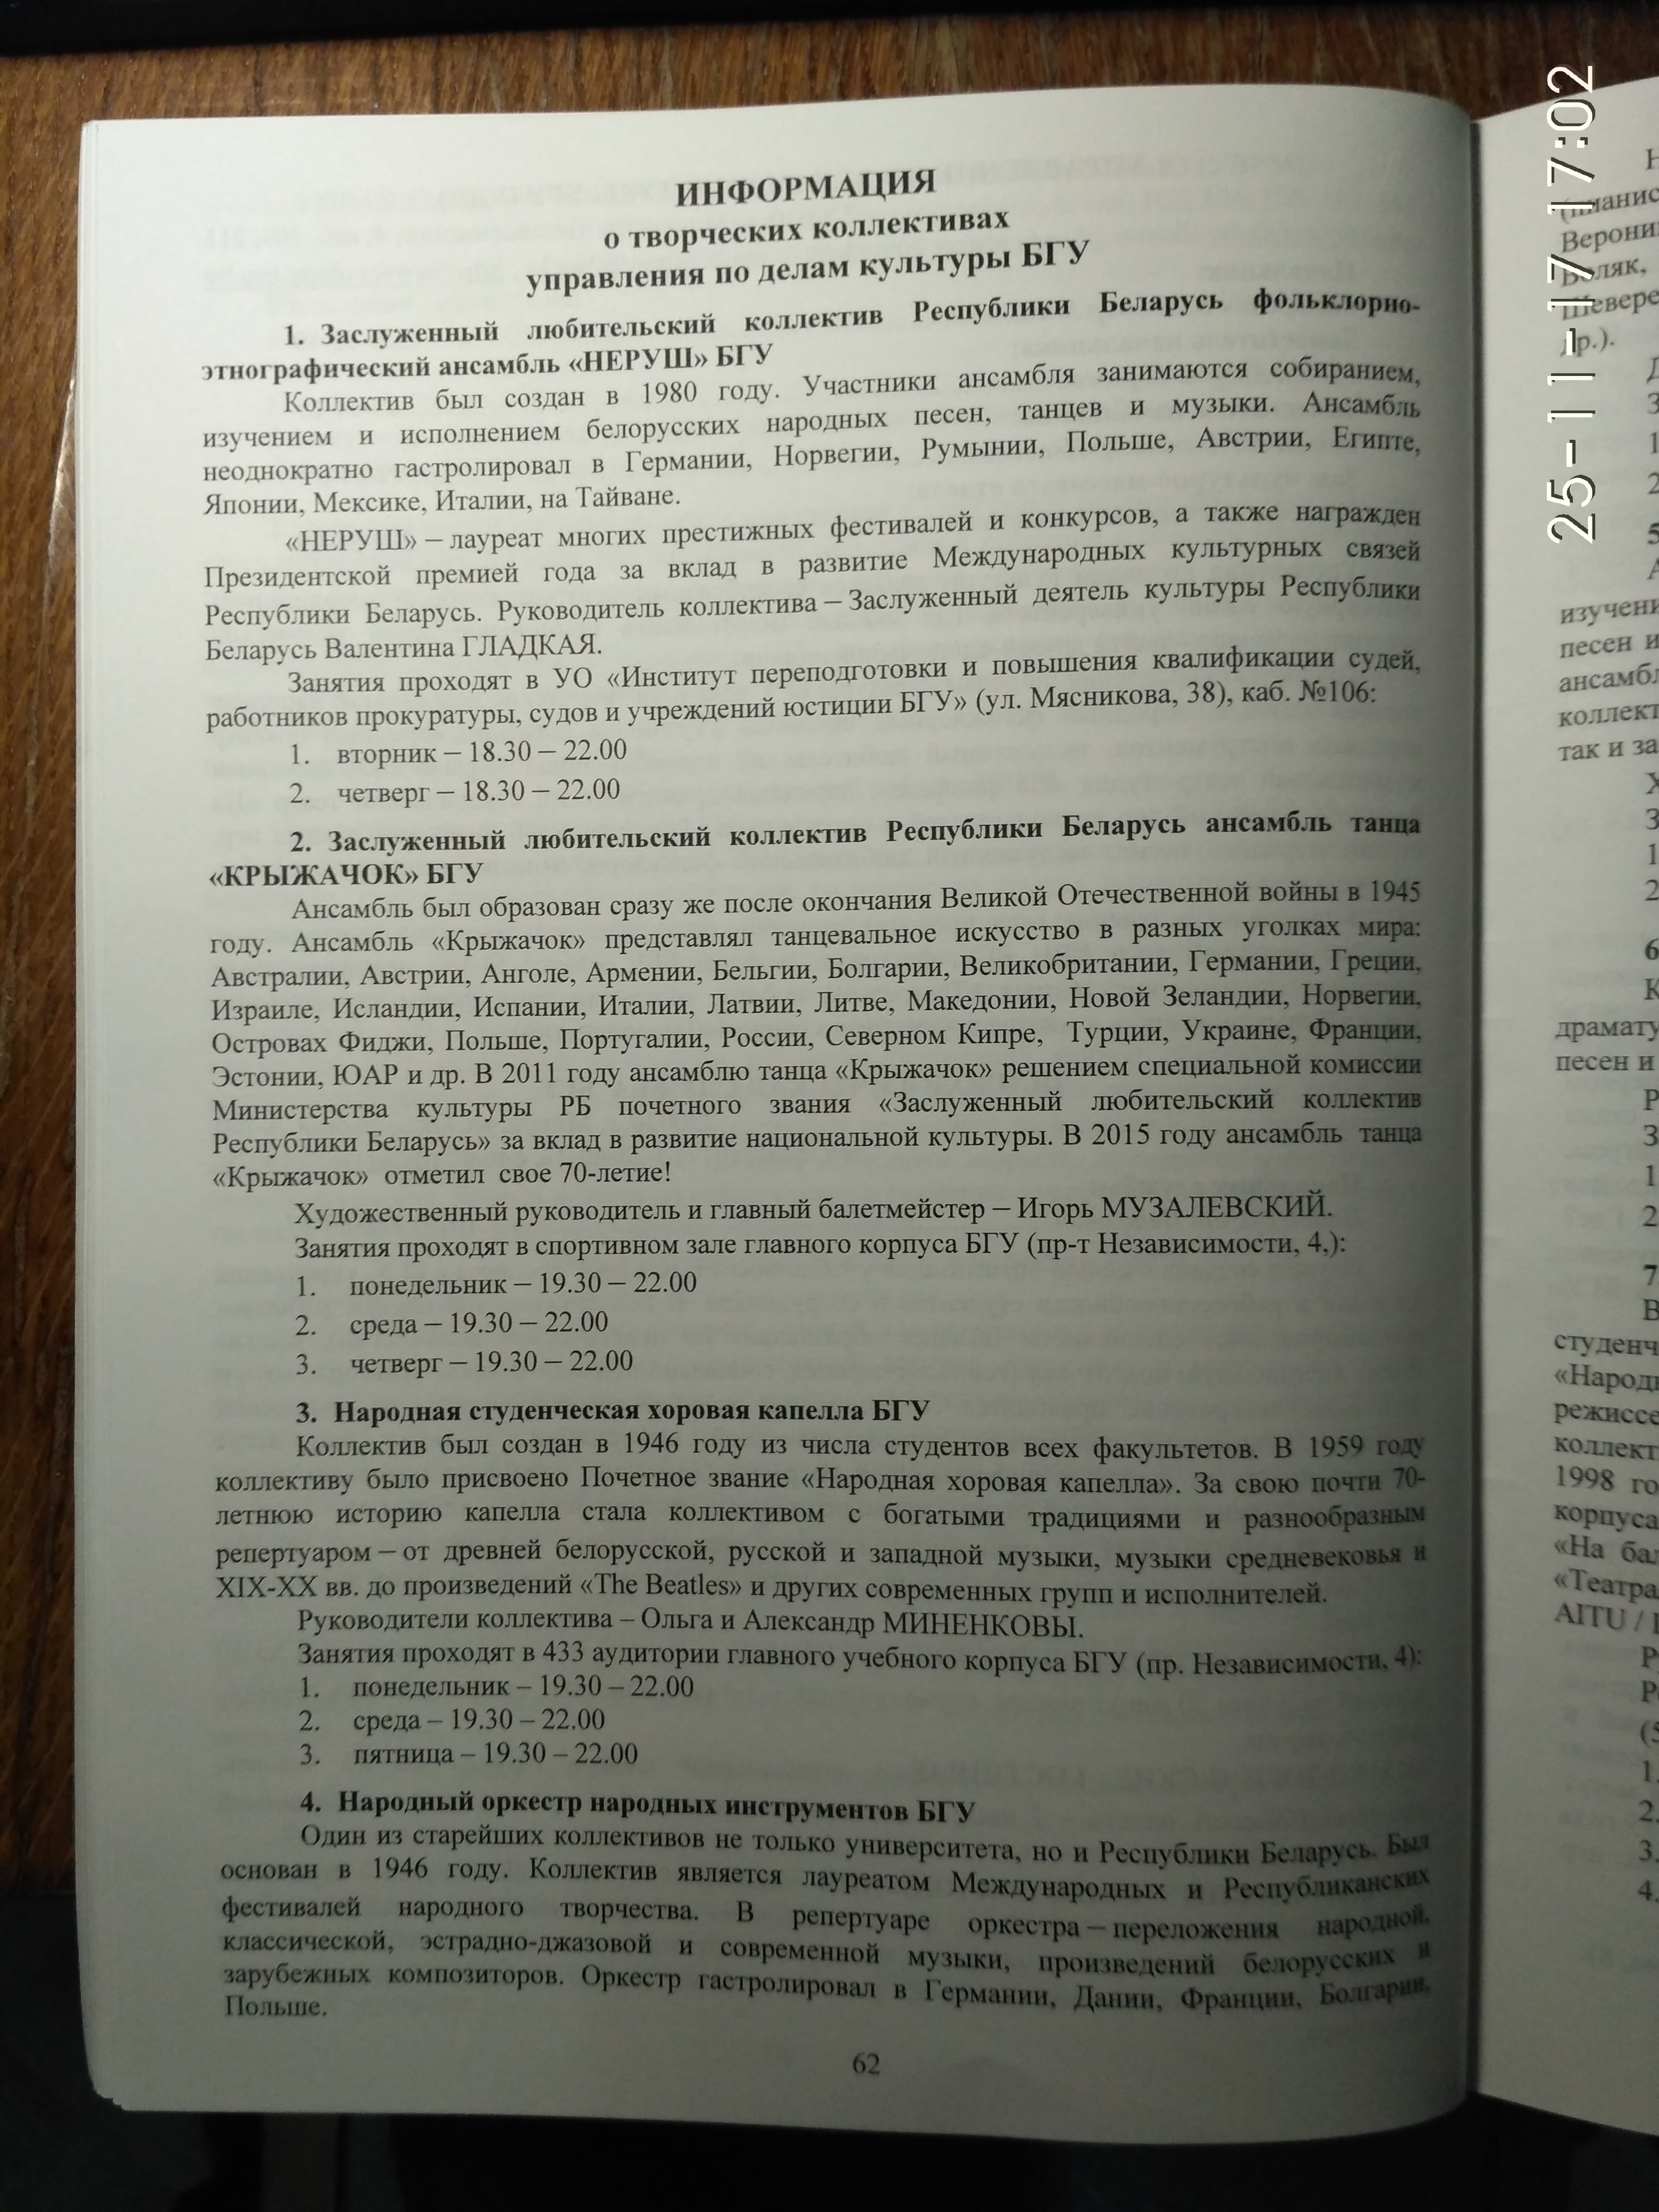 ИНФОРМАЦИЯ
о творческих коллективах
управления по делам культуры БГУ
1. Заслуженный любительский коллектив Республики Беларусь фольклорно-
этнографический ансамбль «НЕРУШ» БГУ
Коллектив был создан в 1980 году. Участники ансамбля занимаются собиранием,
изучением и исполнением белорусских народных песен, танцев и музыки. Ансамбль
неоднократно гастролировал в Германии, Норвегии, Румынии, Польше, Австрии, Египте,
Японии, Мексике, Италии, на Тайване.
«НЕРУШ» – лауреат многих престижных фестивалей и конкурсов, а также награжден
Президентской премией года за вклад в развитие Международных культурных связей
Республики Беларусь. Руководитель коллектива – Заслуженный деятель культуры Республики
Беларусь Валентина ГЛАДКАЯ.
Занятия проходят в УО «Институт переподготовки и повышения квалификации судей,
работников прокуратуры, судов и учреждений юстиции БГУ» (ул. Мясникова, 38), каб. №106:
1. вторник – 18.30 – 22.00
2. четверг – 18.30 – 22.00
2. Заслуженный любительский коллектив Республики Беларусь ансамбль танца
«КРЫЖАЧОК» БГУ
Ансамбль был образован сразу же после окончания Великой Отечественной войны в 1945
году. Ансамбль «Крыжачок» представлял танцевальное искусство в разных уголках мира:
Австралии, Австрии, Анголе, Армении, Бельгии, Болгарии, Великобритании, Германии, Греции,
Израиле, Исландии, Испании, Италии, Латвии, Литве, Македонии, Новой Зеландии, Норвегии,
Островах Фиджи, Польше, Португалии, России, Северном Кипре, Турции, Украине, Франции,
Эстонии, ЮАР и др. В 2011 году ансамблю танца «Крыжачок» решением специальной комиссии
Министерства культуры РБ почетного звания «Заслуженный любительский коллектив
Республики Беларусь» за вклад в развитие национальной культуры. В 2015 году ансамбль танца
«Крыжачок» отметил свое 70-летие!
Художественный руководитель и главный балетмейстер – Игорь МУЗАЛЕВСКИЙ.
Занятия проходят в спортивном зале главного корпуса БГУ (пр-т Независимости, 4,):
1. понедельник – 19.30 – 22.00
2. среда – 19.30 – 22.00
3. четверг – 19.30 – 22.00
3. Народная студенческая хоровая капелла БГУ
Коллектив был создан в 1946 году из числа студентов всех факультетов. В 1959 году
коллективу было присвоено Почетное звание «Народная хоровая капелла». За свою почти 70-
летнюю историю капелла стала коллективом с богатыми традициями и разнообразным
репертуаром – от древней белорусской, русской и западной музыки, музыки средневековья и
XIX-XX вв. до произведений «The Beatles» и других современных групп и исполнителей.
Руководители коллектива – Ольга и Александр МИНЕНКОВЫ.
Занятия проходят в 433 аудитории главного учебного корпуса БГУ (пр. Независимости, 4):
1. понедельник – 19.30 – 22.00
2. среда – 19.30 – 22.00
3. пятница – 19.30 – 22.00
4. Народный оркестр народных инструментов БГУ
Один из старейших коллективов не только университета, но и Республики Беларусь. Был
основан в 1946 году. Коллектив является лауреатом Международных и Республиканских
фестивалей народного творчества. В репертуаре оркестра – переложения народной,
классической, эстрадно-джазовой и современной музыки, произведений белорусских и
зарубежных композиторов. Оркестр гастролировал в Германии, Дании, Франции, Болгарии,
Польше.
62
др.).
изучени
песен и
ансамбл
коллект
так и за
драмату
песен и
студенч
«Народн
режиссе
коллект
1998 го
корпуса
«На ба
«Театра
AITU /
25-11-17 17:02